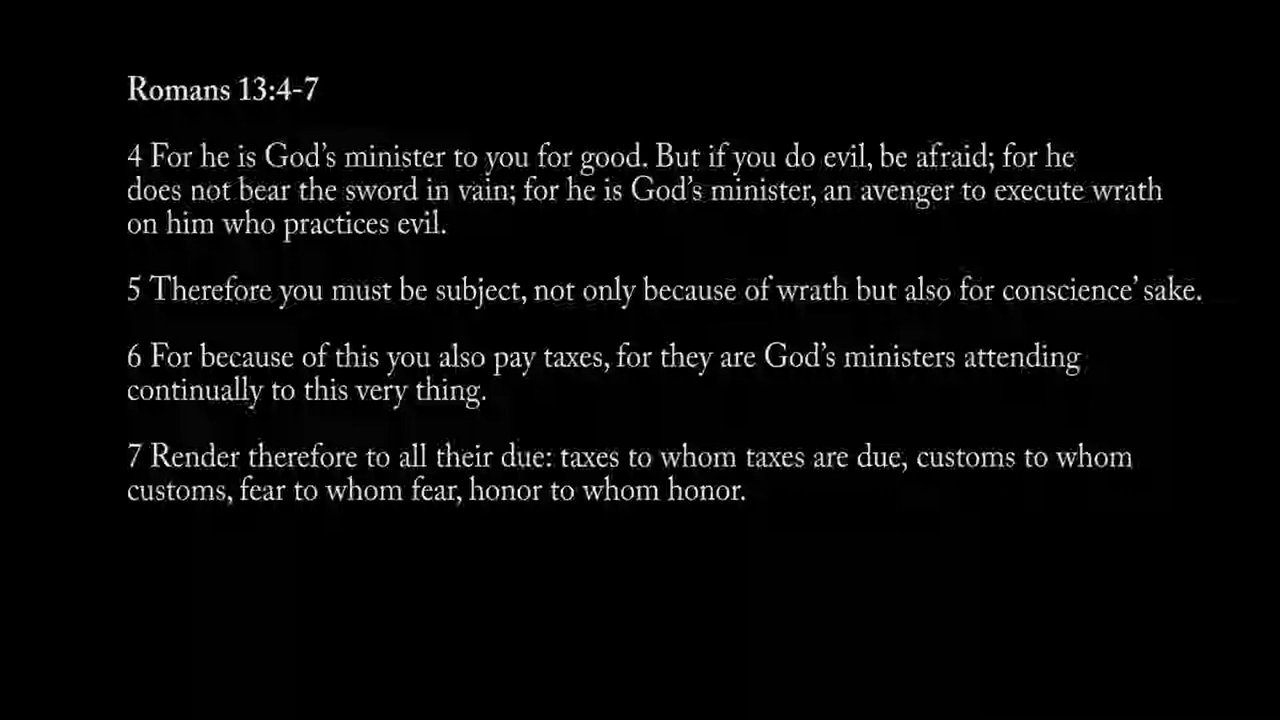 Romans 13:4-7
4 For he is God’s minister to you for good. But if you do evil, be afraid; for he
does not bear the sword in vain; for he is God’s minister, an avenger to execute wrath
on him who practices evil.
5 Therefore you must be subject, not only because of wrath but also for conscience’ sake.
6 For because of this you also pay taxes, for they are God’s ministers attending
continually to this very thing.
7 Render therefore to all their due: taxes to whom taxes are due, customs to whom
customs, fear to whom fear, honor to whom honor.